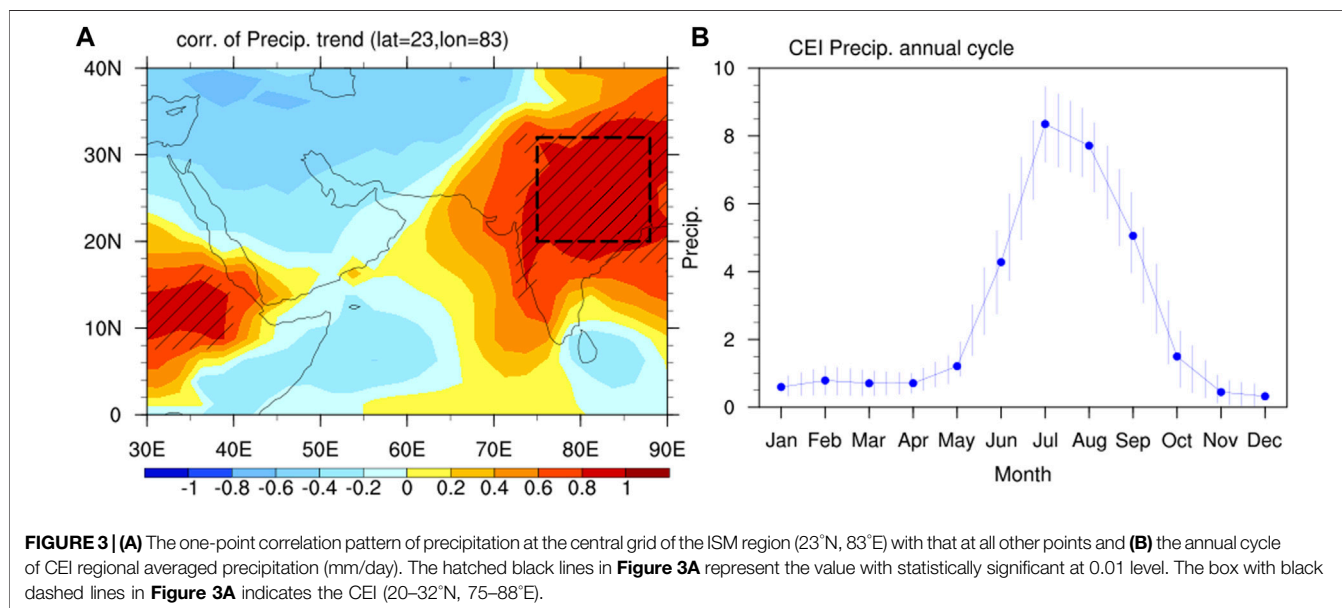 A
corr. of Precip. trend (lat=23,lon=83)
40N
30N
20N
10N
0
30E 40E 50E 60E 70E 80E 90E
-1 -0.8 -0.6 -0.4 -0.2 0 0.2 0.4 0.6 0.8 1
B
CEI Precip. annual cycle
Precip.
10
8
6
4
2
0
Jan Feb Mar Apr May Jun Jul Aug Sep Oct Nov Dec
Month
FIGURE 3 | (A) The one-point correlation pattern of precipitation at the central grid of the ISM region (23°N, 83°E) with that at all other points and (B) the annual cycle
of CEI regional averaged precipitation (mm/day). The hatched black lines in Figure 3A represent the value with statistically significant at 0.01 level. The box with black
dashed lines in Figure 3A indicates the CEI (20–32°N, 75–88°E).